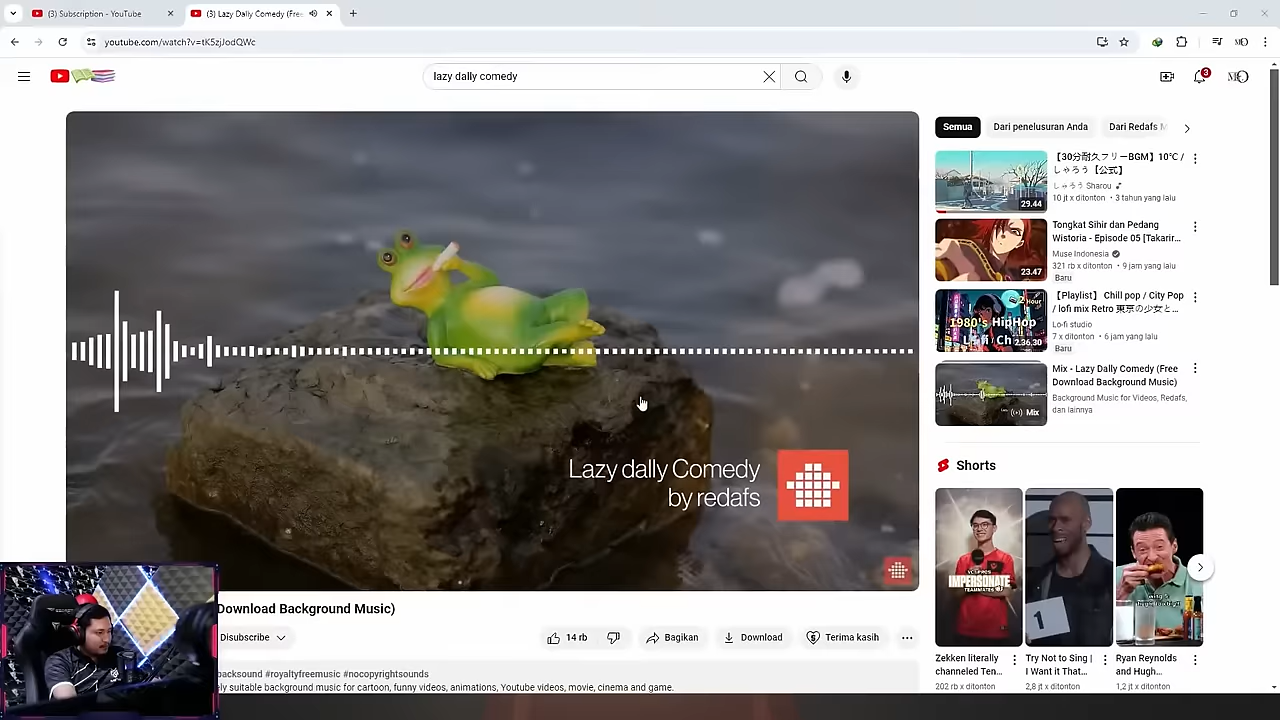 (3) Subscription - YouTube
(3) Lazy Dally Comedy (Free
youtube.com/watch?v=tK5zjJodQWc
lazy dally comedy
3
Lazy dally Comedy
by redafs
Download Background Music)
Disubscribe
14 rb
Bagikan
Download
Terima kasih
#royaltyfreemusic #nocopyrightsounds
suitable background music for cartoon, funny videos, animations, Youtube videos, movie, cinema and game.
Semua
Dari penelusuran Anda
Dari Redafs M
【30分耐久フリーBGM】10℃ /
しゃろう【公式】
しゃろう Sharou
10 jt x ditonton • 3 tahun yang lalu
29.44
Tongkat Sihir dan Pedang
Wistoria - Episode 05 [Takarir...
Muse Indonesia
321 rb x ditonton • 9 jam yang lalu
Baru
23.47
【Playlist】 Chill pop / City Pop
/ lofi mix Retro 東京の少女と...
Lo-fi studio
7 x ditonton • 6 jam yang lalu
Baru
2 Hour
1980's HipHop
2.36.30
Mix - Lazy Dally Comedy (Free
Download Background Music)
Background Music for Videos, Redafs,
dan lainnya
Mix
Shorts
IMPERSONATE
TEAMMATES
1
Zekken literally
channeled Ten...
202 rb x ditonton
Try Not to Sing |
I Want it That...
2,8 jt x ditonton
Ryan Reynolds
and Hugh...
1,2 jt x ditonton